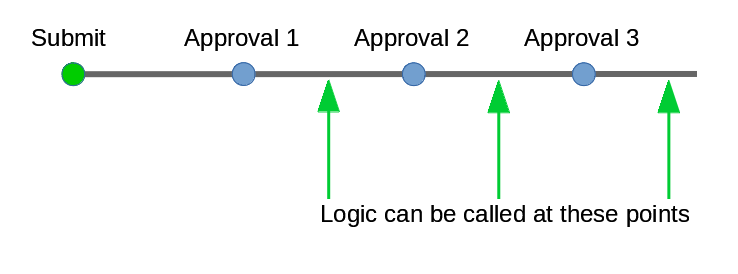 Submit Approval 1 Approval 2 Approval 3
Logic can be called at these points